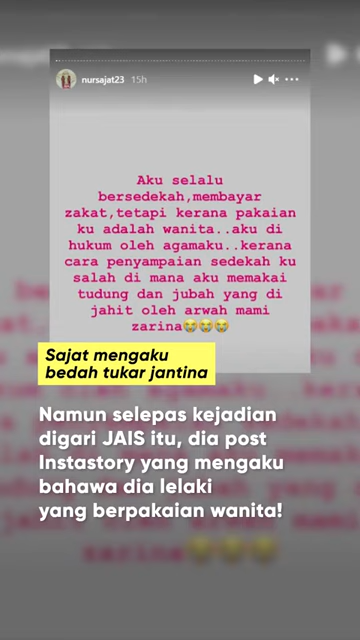 nursajat23 15h
Aku selalu
bersedekah,membayar
zakat,tetapi kerana pakaian
ku adalah wanita..aku di
hukum oleh agamaku..kerana
cara penyampaian sedekah ku
salah di mana aku memakai
tudung dan jubah yang di
jahit oleh arwah mami
zarina😭😭😭
Sajat mengaku
bedah tukar jantina
Namun selepas kejadian
digari JAIS itu, dia post
Instastory yang mengaku
bahawa dia lelaki
yang berpakaian wanita!